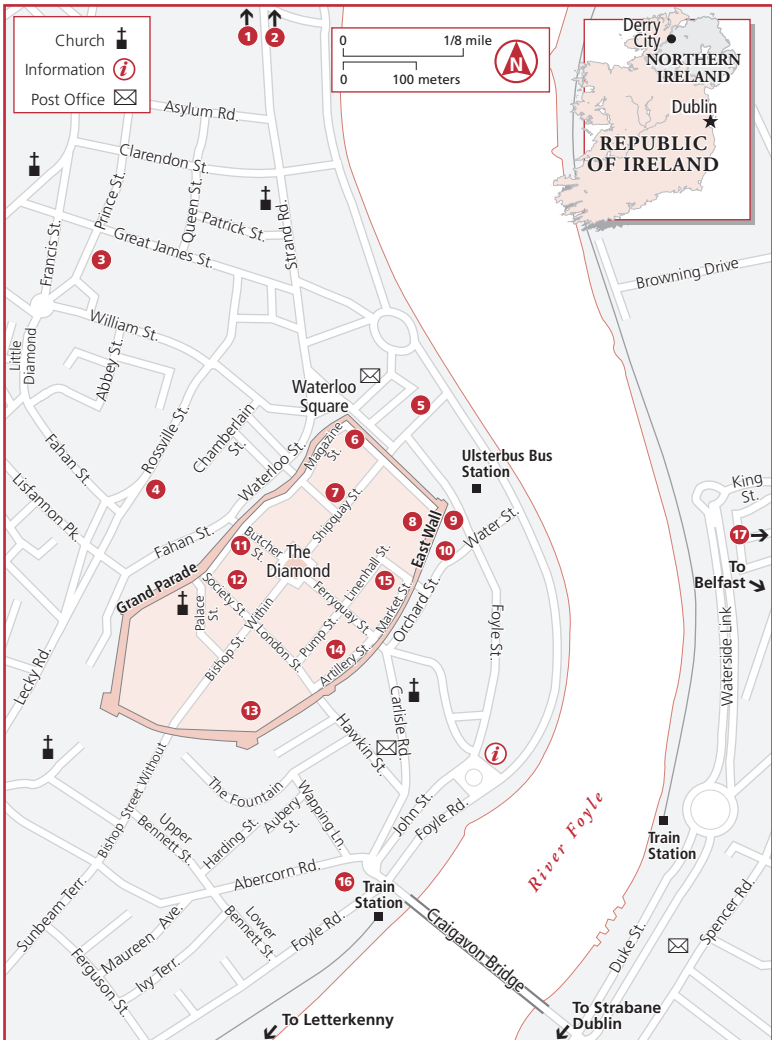 Church
Information
i
Post Office
1
2
0
1/8 mile
0
100 meters
N
Derry
City
NORTHERN
IRELAND
Dublin
REPUBLIC
OF IRELAND
Asylum Rd.
Clarendon St.
Prince St.
Queen St.
Patrick St.
Strand Rd.
Francis St.
Great James St.
3
Browning Drive
William St.
Little
Diamond
Abbey St.
Waterloo
Square
5
Rossville St.
Chamberlain
St.
Waterloo St.
Magazine
St.
6
Fahan St.
Lisfannon Pk.
4
Fahan St.
7
Shipquay St.
Ulsterbus Bus
Station
8
East Wall
9
10
Water St.
King
St.
17
To
Belfast
11
Butcher
St.
The
Diamond
12
Grand Parade
Society St.
Palace
St.
Bishop St. Within
London St.
Ferryquay St.
Pump St.
Linenhall St.
15
Market St.
Orchard St.
Foyle St.
14
Artillery St.
Lecky Rd.
13
Hawkin St.
Carlisle Rd.
Waterside Link
i
Bishop Street Without
The Fountain
Wapping Ln.
Aubery
St.
Harding St.
Upper
Bennett St.
John St.
Foyle Rd.
River Foyle
Train
Station
Abercorn Rd.
16
Train
Station
Sunbeam Terr.
Maureen Ave.
Lower
Bennett St.
Foyle Rd.
Ivy Terr.
Ferguson St.
Craigavon Bridge
Duke St.
Spencer Rd.
To Letterkenny
To Strabane
Dublin